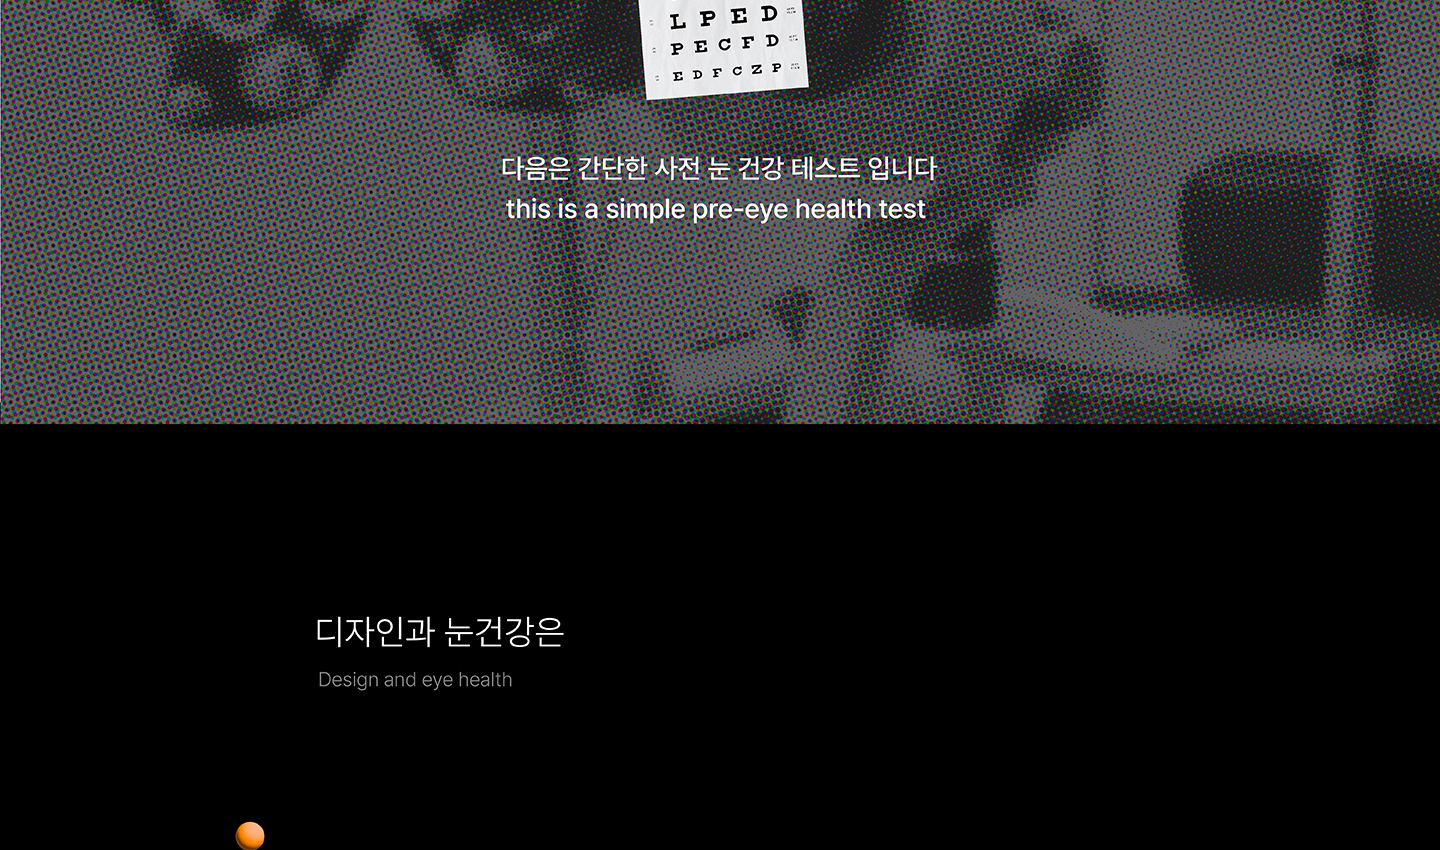 L P E D
P E C F D
E D F C Z P
다음은 간단한 사전 눈 건강 테스트 입니다
this is a simple pre-eye health test
디자인과 눈건강은
Design and eye health